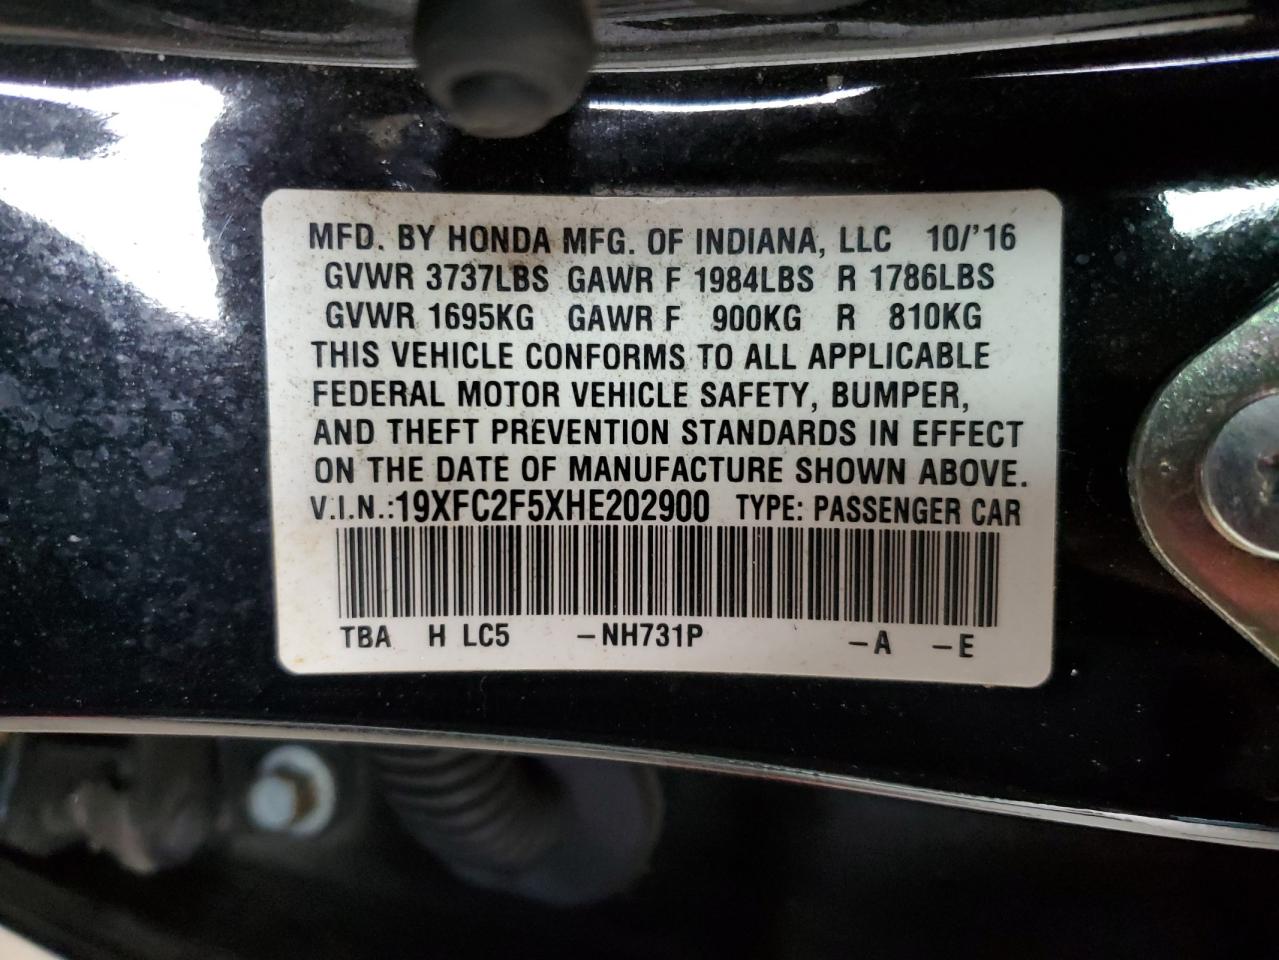 MFD. BY HONDA MFG. OF INDIANA, LLC 10/'16
GVWR 3737LBS GAWR F 1984LBS R 1786LBS
GVWR 1695KG GAWR F 900KG R 810KG
THIS VEHICLE CONFORMS TO ALL APPLICABLE
FEDERAL MOTOR VEHICLE SAFETY, BUMPER,
AND THEFT PREVENTION STANDARDS IN EFFECT
ON THE DATE OF MANUFACTURE SHOWN ABOVE.
V.I.N.:19XFC2F5XHE202900 TYPE: PASSENGER CAR
TBA H LC5 –NH731P –A –E